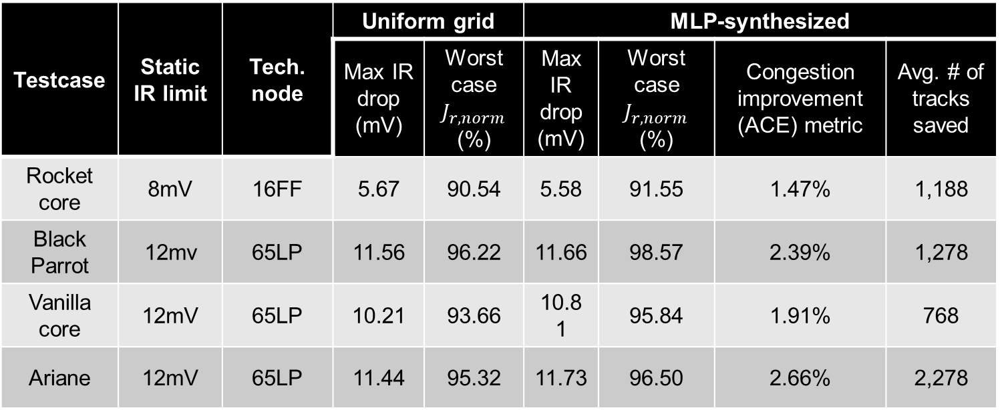 Testcase
Static
IR limit
Tech.
node
Uniform grid
MLP-synthesized
Max IR
drop
(mV)
Worst
case
J_{r,norm}
(%)
Max
IR
drop
(mV)
Worst
case
J_{r,norm}
(%)
Congestion
improvement
(ACE) metric
Avg. # of
tracks
saved
Rocket
core
8mV
16FF
5.67
90.54
5.58
91.55
1.47%
1,188
Black
Parrot
12mv
65LP
11.56
96.22
11.66
98.57
2.39%
1,278
Vanilla
core
12mV
65LP
10.21
93.66
10.8
1
95.84
1.91%
768
Ariane
12mV
65LP
11.44
95.32
11.73
96.50
2.66%
2,278